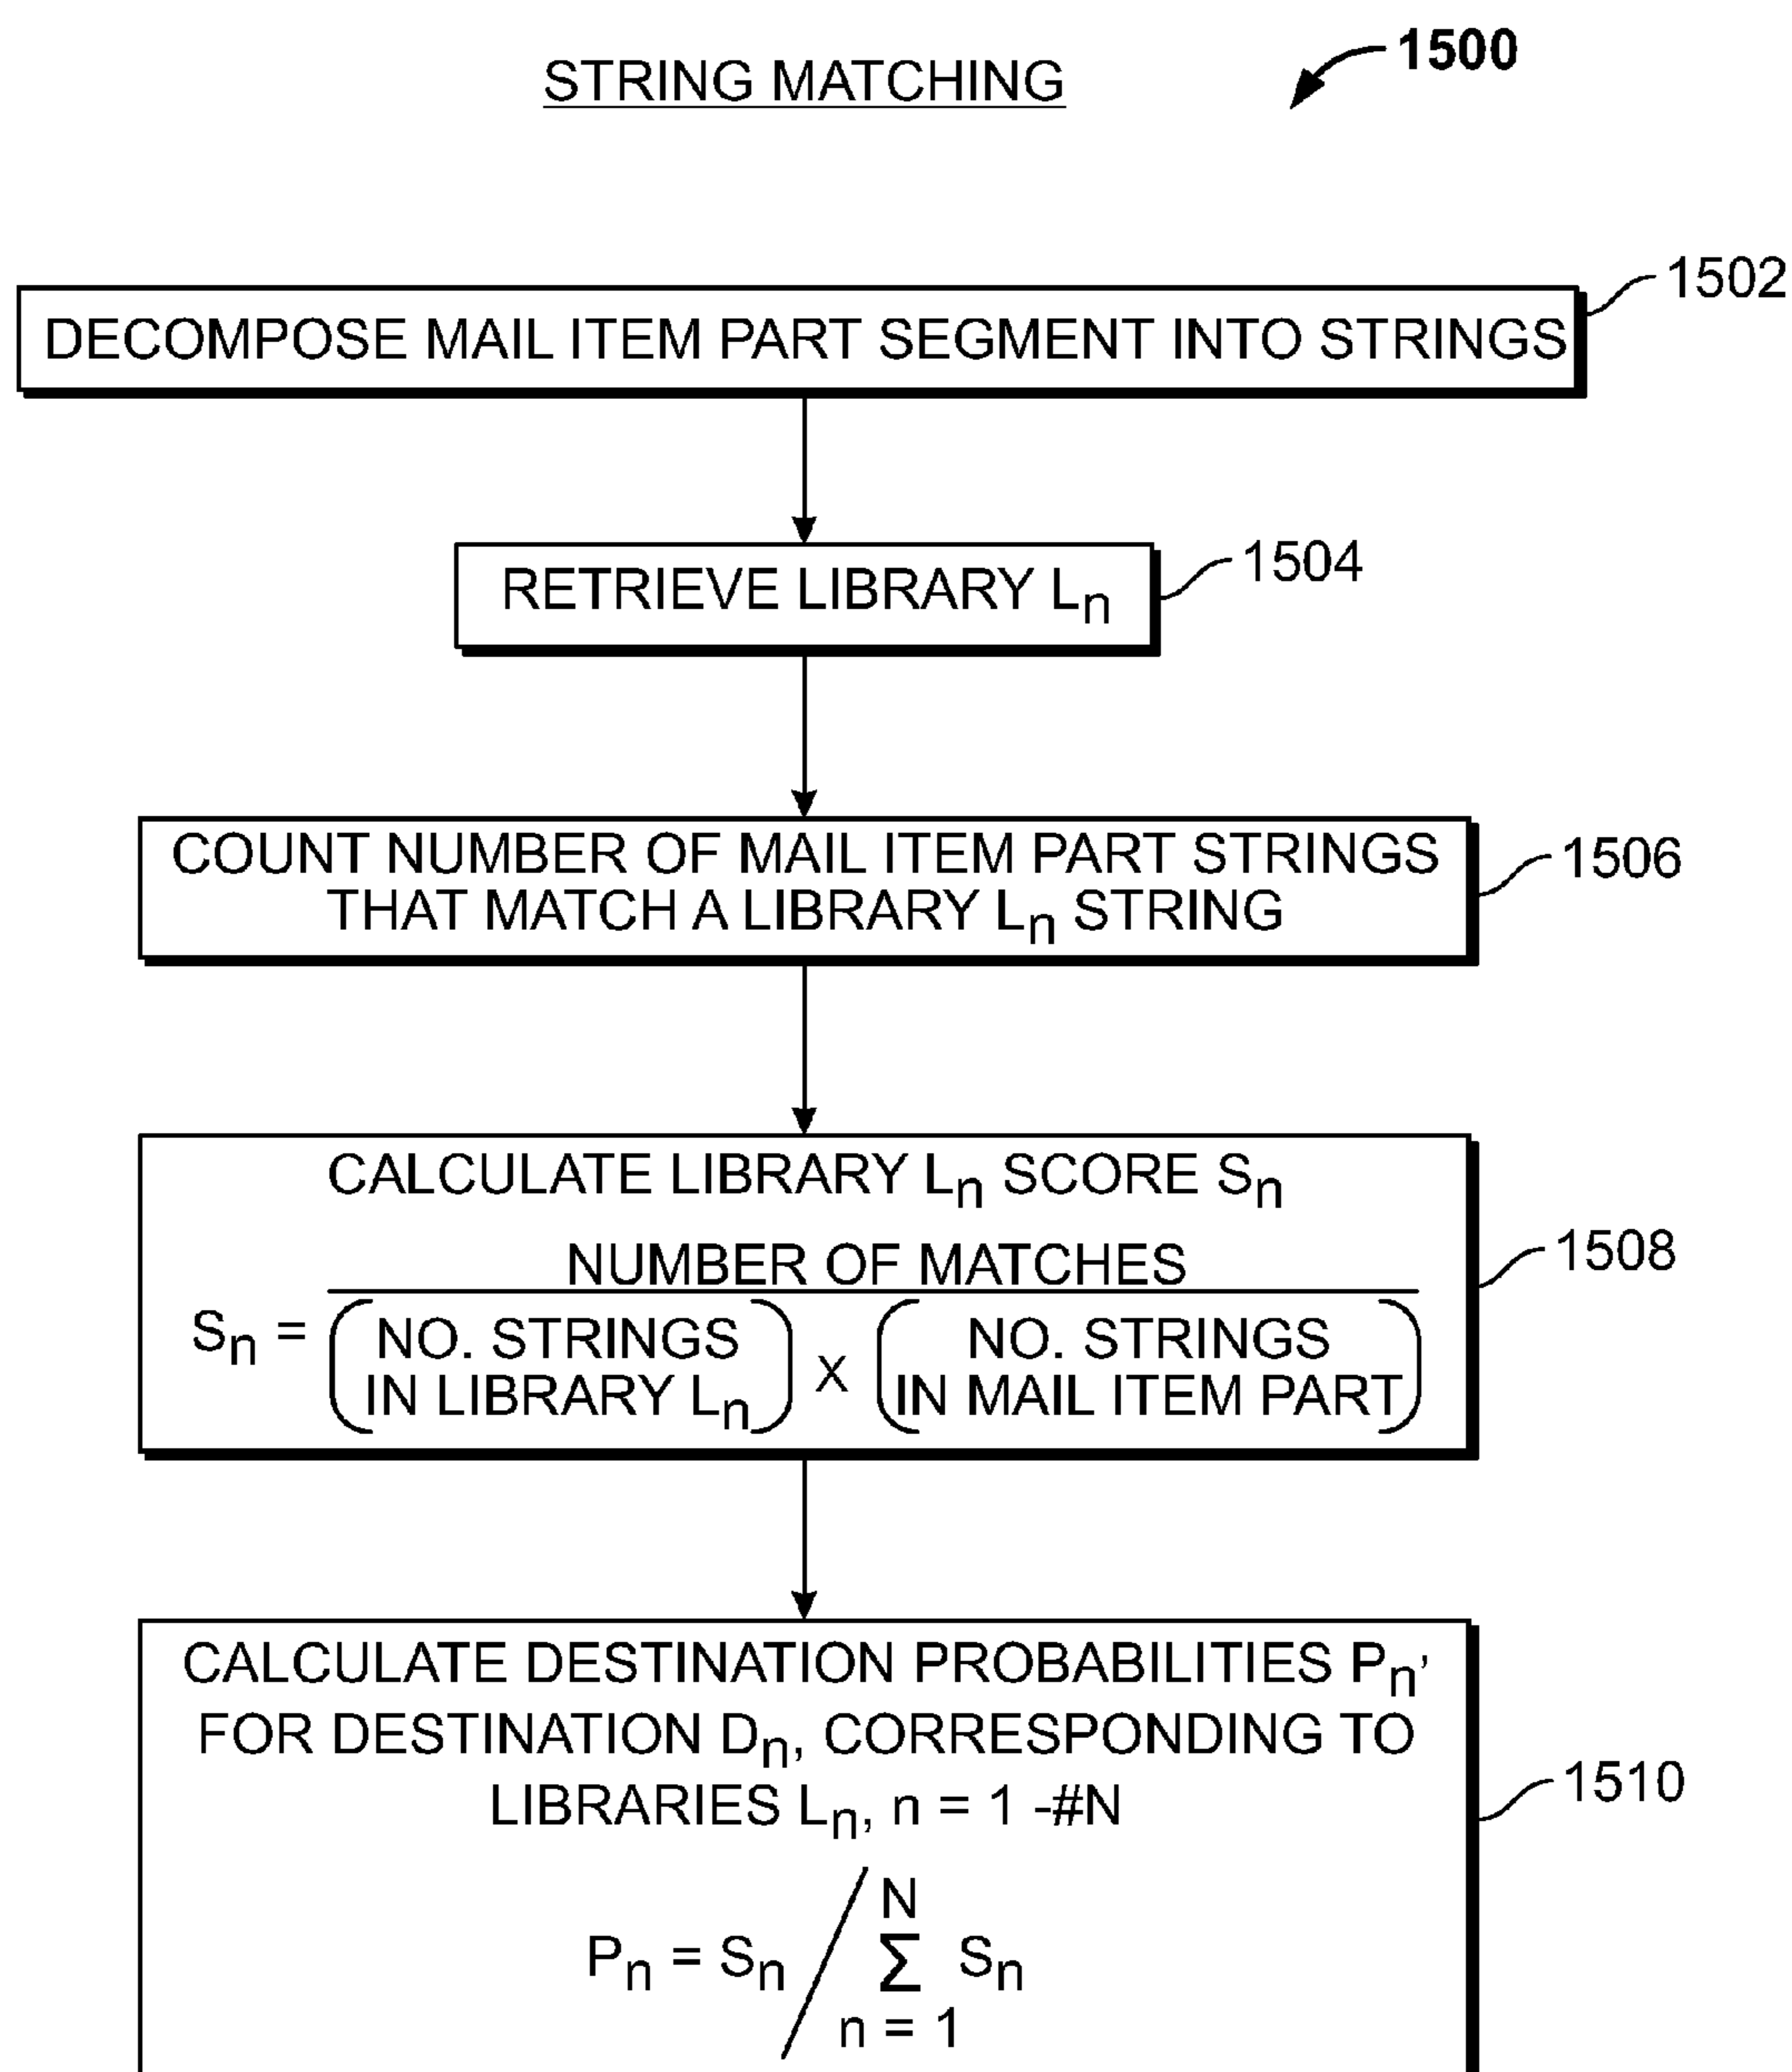 STRING MATCHING
1500
DECOMPOSE MAIL ITEM PART SEGMENT INTO STRINGS
1502
RETRIEVE LIBRARY Ln
1504
COUNT NUMBER OF MAIL ITEM PART STRINGS
THAT MATCH A LIBRARY Ln STRING
1506
CALCULATE LIBRARY Ln SCORE Sn
NUMBER OF MATCHES
Sn = (NO. STRINGS IN LIBRARY Ln) X (NO. STRINGS IN MAIL ITEM PART)
1508
CALCULATE DESTINATION PROBABILITIES Pn,
FOR DESTINATION Dn, CORRESPONDING TO
LIBRARIES Ln, n = 1 -#N
1510
N
Pn = Sn / Σ Sn
n = 1